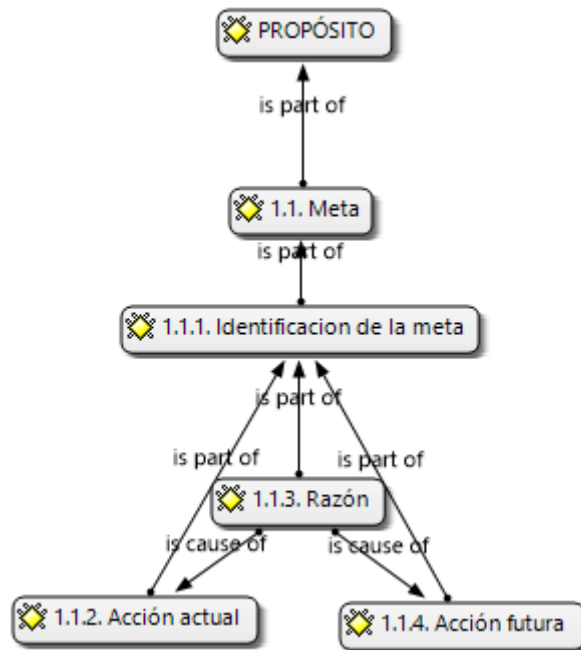 PROPÓSITO
is part of
1.1. Meta
is part of
1.1.1. Identificacion de la meta
is part of
is part of
is part of
1.1.3. Razón
is cause of
is cause of
1.1.2. Acción actual
1.1.4. Acción futura